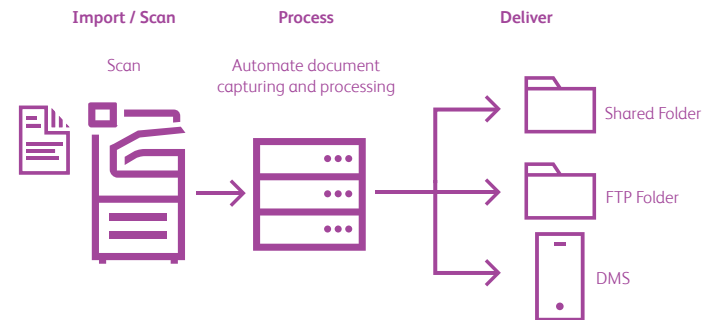 Import / Scan
Process
Deliver
Scan
Automate document
capturing and processing
Shared Folder
FTP Folder
DMS